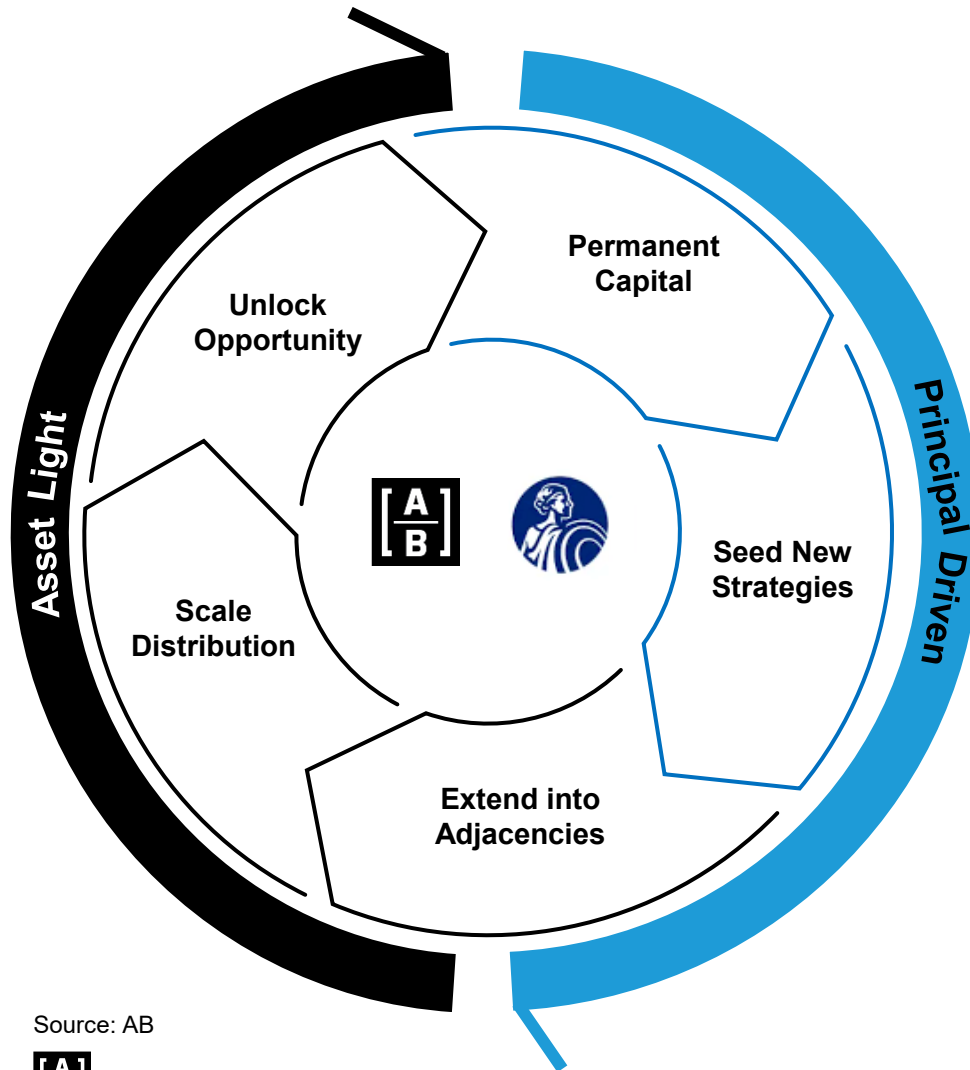 Permanent
Capital
Unlock
Opportunity
Asset Light
Principal Driven
[A
B]
Seed New
Strategies
Scale
Distribution
Extend into
Adjacencies
Source: AB
[A]